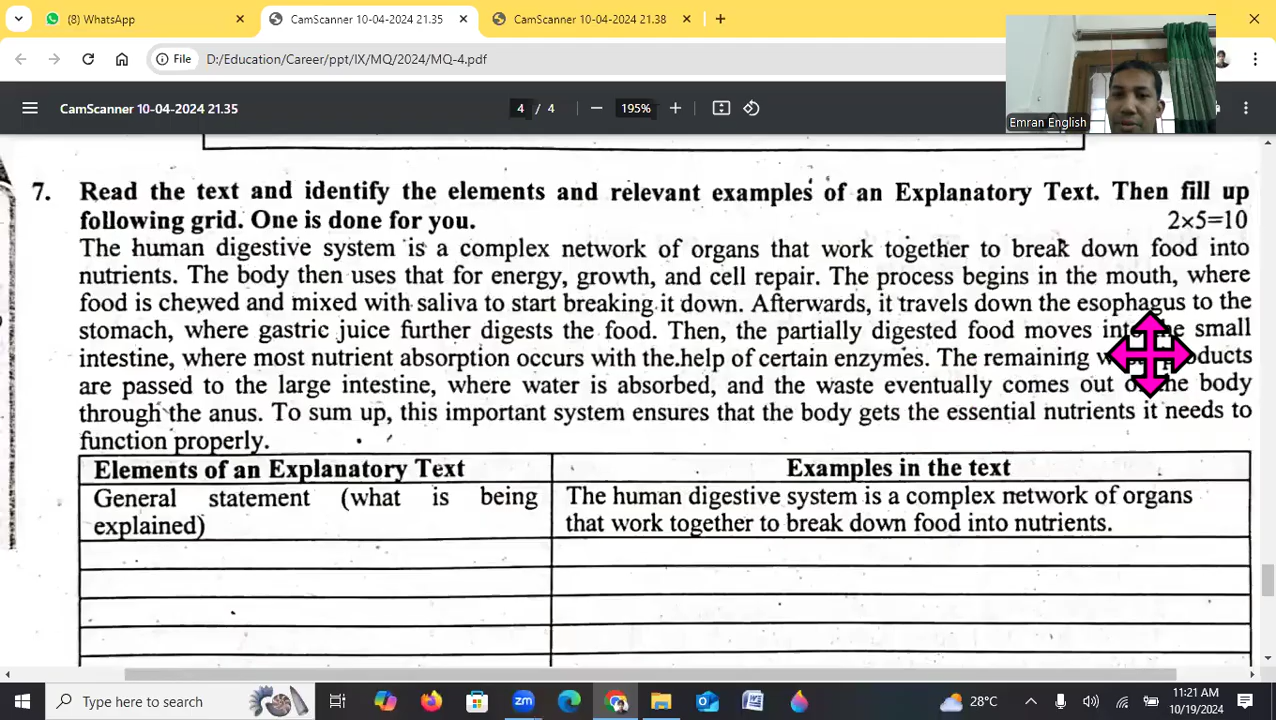 (8) WhatsApp
CamScanner 10-04-2024 21.35
CamScanner 10-04-2024 21.38
File D:/Education/Career/ppt/IX/MQ/2024/MQ-4.pdf
CamScanner 10-04-2024 21.35
4 / 4
195%
Emran English
7. Read the text and identify the elements and relevant examples of an Explanatory Text. Then fill up
following grid. One is done for you. 2×5=10
The human digestive system is a complex network of organs that work together to break down food into
nutrients. The body then uses that for energy, growth, and cell repair. The process begins in the mouth, where
food is chewed and mixed with saliva to start breaking it down. Afterwards, it travels down the esophagus to the
stomach, where gastric juice further digests the food. Then, the partially digested food moves into the small
intestine, where most nutrient absorption occurs with the help of certain enzymes. The remaining products
are passed to the large intestine, where water is absorbed, and the waste eventually comes out of the body
through the anus. To sum up, this important system ensures that the body gets the essential nutrients it needs to
function properly.
Elements of an Explanatory Text
Examples in the text
General statement (what is being
explained)
The human digestive system is a complex network of organs
that work together to break down food into nutrients.
Type here to search
28°C
11:21 AM
10/19/2024